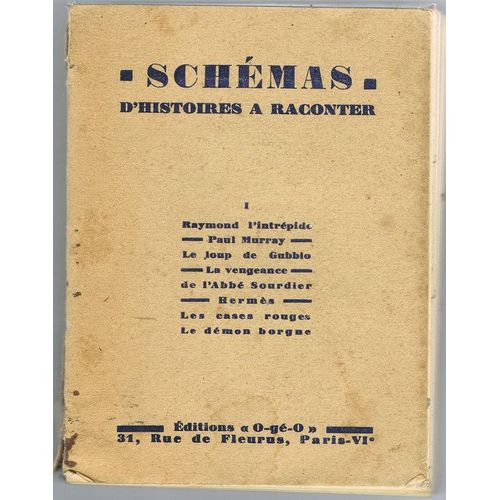 SCHÉMAS
D'HISTOIRES A RACONTER
I
Raymond l'intrépide
Paul Murray
Le loup de Gubbio
La vengeance
de l'Abbé Sourdier
Hermès
Les cases rouges
Le démon borgne
Éditions « O-gé-O »
31, Rue de Fleurus, Paris-VIe